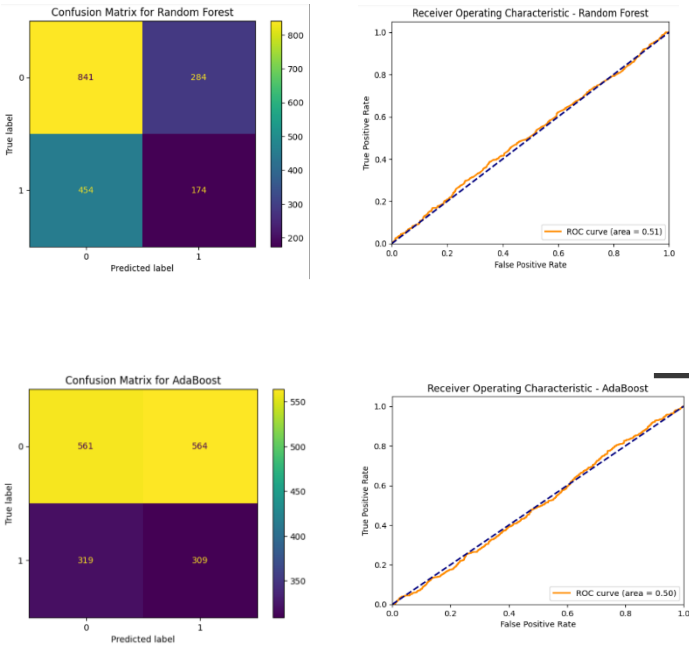 Confusion Matrix for Random Forest
0
841
284
800
700
600
500
400
300
200
True label
1
454
174
0
1
Predicted label
Receiver Operating Characteristic - Random Forest
1.0
0.8
0.6
0.4
0.2
0.0
True Positive Rate
ROC curve (area = 0.51)
0.0 0.2 0.4 0.6 0.8 1.0
False Positive Rate
Confusion Matrix for AdaBoost
0
561
564
550
500
450
400
350
True label
1
319
309
0
1
Predicted label
Receiver Operating Characteristic - AdaBoost
1.0
0.8
0.6
0.4
0.2
0.0
True Positive Rate
ROC curve (area = 0.50)
0.0 0.2 0.4 0.6 0.8 1.0
False Positive Rate